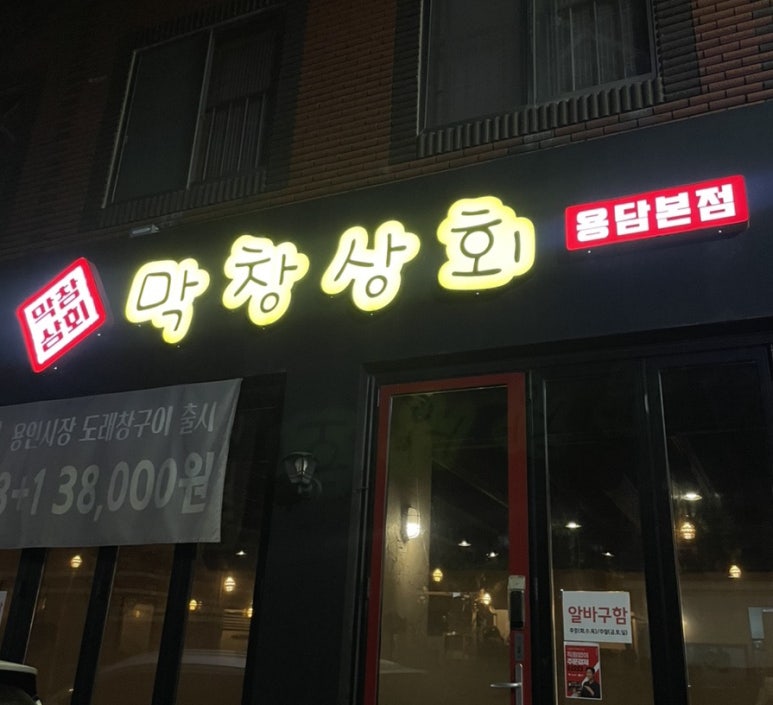 막창
상회
막창상회
용담본점
용인시장 도래창구이 출시
3+1 38,000원
알바구함